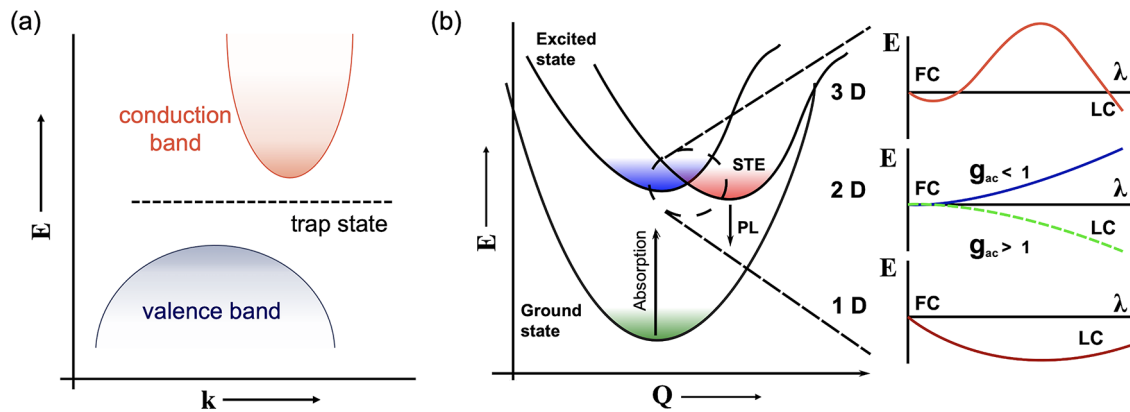 (a)
E
conduction
band
trap state
valence band
k
(b)
E
Excited
state
STE
PL
Absorption
Ground
state
Q
3 D
2 D
1 D
E
FC
λ
LC
E
g_ac < 1
FC
λ
LC
g_ac > 1
E
FC
λ
LC